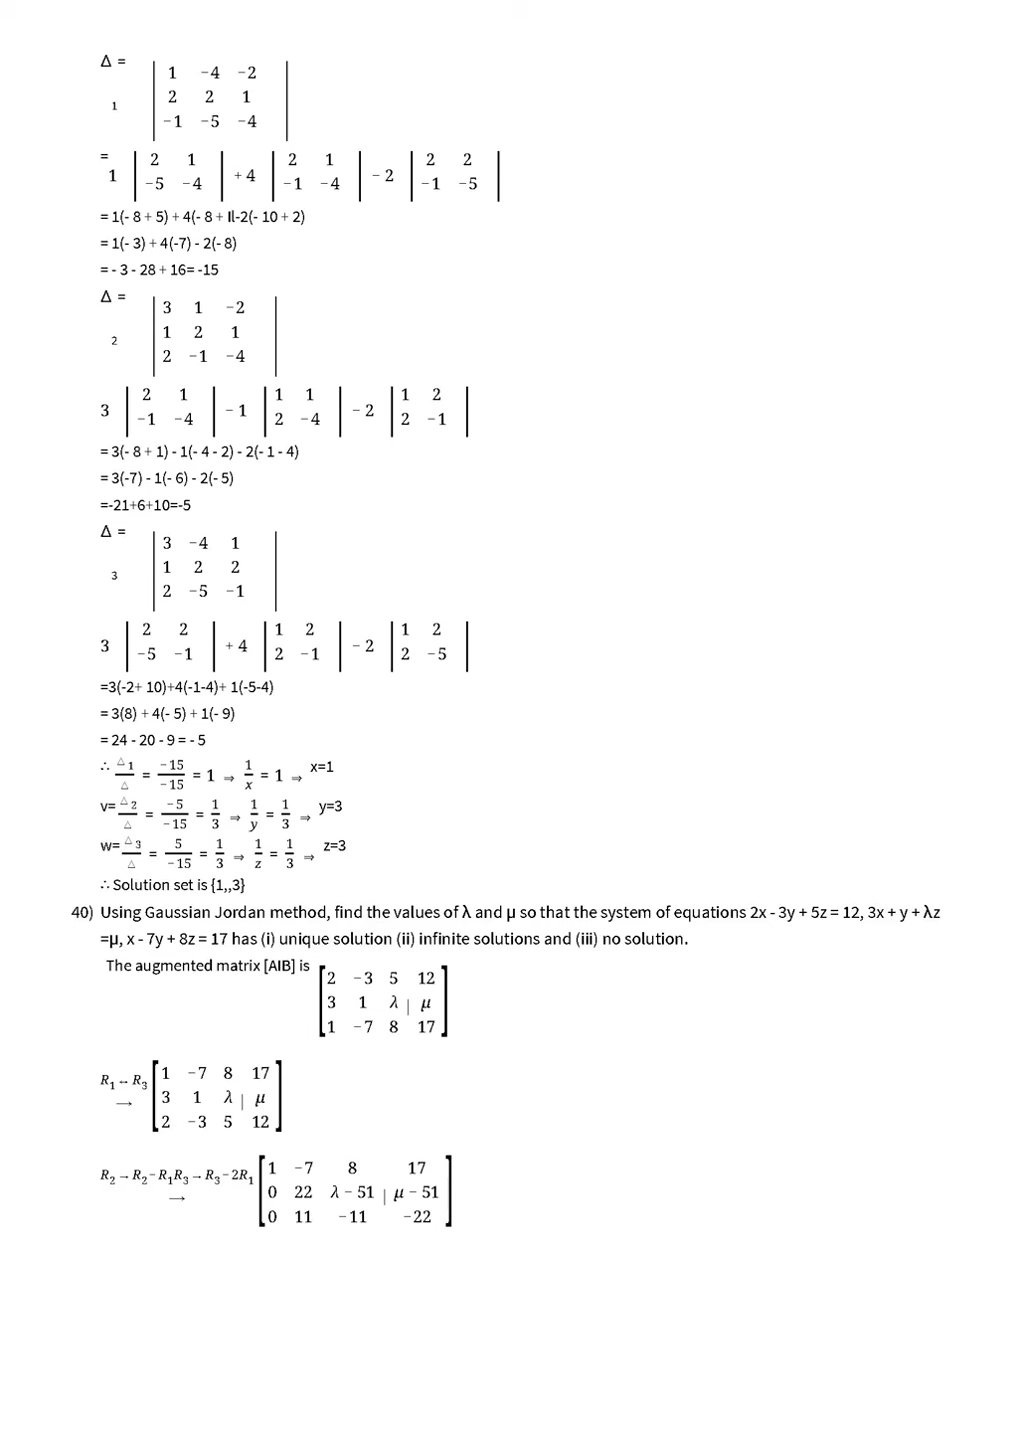 Δ =
1
1 −4 −2
2 2 1
−1 −5 −4
=
1 | 2 1 | + 4 | 2 1 | − 2 | 2 2 |
−5 −4 −1 −4 −1 −5
= 1(- 8 + 5) + 4(- 8 + Il-2(- 10 + 2)
= 1(- 3) + 4(-7) - 2(- 8)
= - 3 - 28 + 16= -15
Δ =
2
3 1 −2
1 2 1
2 −1 −4
3 | 2 1 | − 1 | 1 1 | − 2 | 1 2 |
−1 −4 2 −4 2 −1
= 3(- 8 + 1) - 1(- 4 - 2) - 2(- 1 - 4)
= 3(-7) - 1(- 6) - 2(- 5)
=-21+6+10=-5
Δ =
3
3 −4 1
1 2 2
2 −5 −1
3 | 2 2 | + 4 | 1 2 | − 2 | 1 2 |
−5 −1 2 −1 2 −5
=3(-2+ 10)+4(-1-4)+ 1(-5-4)
= 3(8) + 4(- 5) + 1(- 9)
= 24 - 20 - 9 = - 5
∴ △1/△ = −15/−15 = 1 ⇒ 1/x = 1 ⇒ x=1
v= △2/△ = −5/−15 = 1/3 ⇒ 1/y = 1/3 ⇒ y=3
w= △3/△ = 5/−15 = 1/3 ⇒ 1/z = 1/3 ⇒ z=3
∴ Solution set is {1,,3}
40) Using Gaussian Jordan method, find the values of λ and μ so that the system of equations 2x - 3y + 5z = 12, 3x + y + λz
=μ, x - 7y + 8z = 17 has (i) unique solution (ii) infinite solutions and (iii) no solution.
The augmented matrix [AIB] is
2 −3 5 12
3 1 λ | μ
1 −7 8 17
R1 ↔ R3
→
1 −7 8 17
3 1 λ | μ
2 −3 5 12
R2 → R2 − R1R3 → R3 − 2R1
→
1 −7 8 17
0 22 λ − 51 | μ − 51
0 11 −11 −22